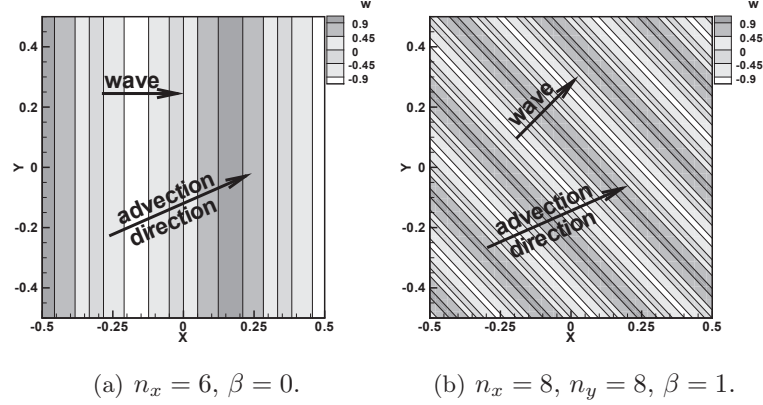 w
0.9
0.45
0
-0.45
-0.9
0.4
0.2
0
-0.2
-0.4
Y
wave
advection
direction
-0.5
-0.25
0
0.25
0.5
X
(a) nx = 6, β = 0.
w
0.9
0.45
0
-0.45
-0.9
0.4
0.2
0
-0.2
-0.4
Y
wave
advection
direction
-0.5
-0.25
0
0.25
0.5
X
(b) nx = 8, ny = 8, β = 1.